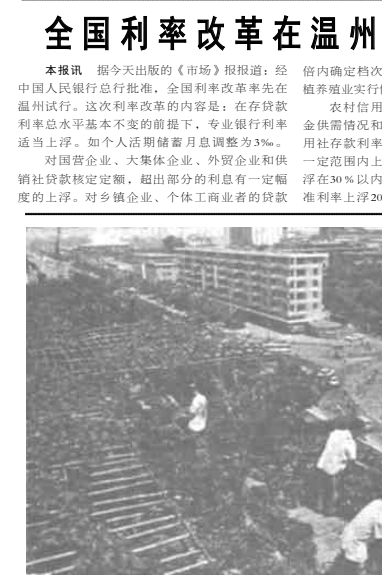 全国利率改革在温州
本报讯 据今天出版的《市场》报报道：经
中国人民银行总行批准，全国利率改革率先在
温州试行。这次利率改革的内容是：在存贷款
利率总水平基本不变的前提下，专业银行利率
适当上浮。如个人活期储蓄月息调整为3‰。
对国营企业、大集体企业、外贸企业和供
销社贷款核定定额，超出部分的利息有一定幅
度的上浮。对乡镇企业、个体工商业者的贷款
倍内确定档次
植养殖业实行
农村信用
金供需情况和
用社存款利率
一定范围内上
浮在30％以内
准利率上浮20